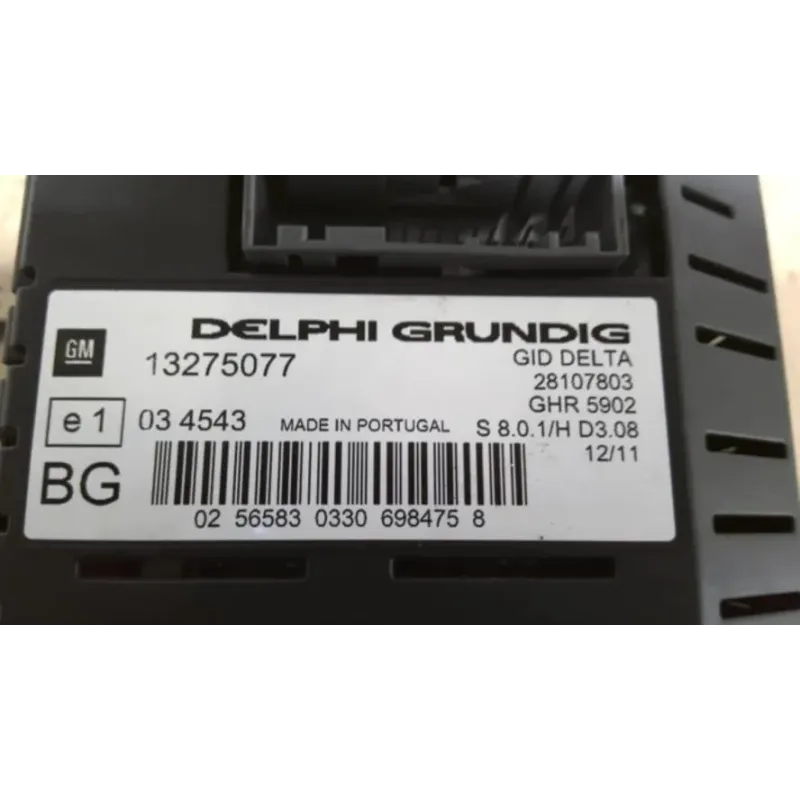 DELPHI GRUNDIG
GM
13275077
GID DELTA
28107803
GHR 5902
e 1
03 4543
MADE IN PORTUGAL
S 8.0.1/H D3.08
12/11
BG
02 56583 0330 698475 8